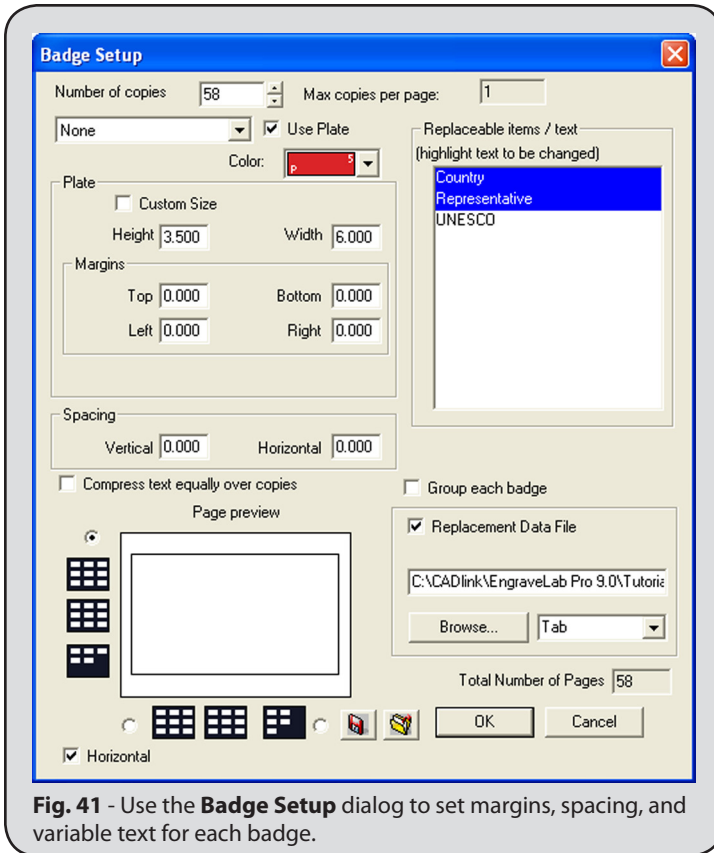 Badge Setup
Number of copies 58 Max copies per page: 1
None Use Plate
Color: P 5
Replaceable items / text
(highlight text to be changed)
Country
Representative
UNESCO
Plate
Custom Size
Height 3.500 Width 6.000
Margins
Top 0.000 Bottom 0.000
Left 0.000 Right 0.000
Spacing
Vertical 0.000 Horizontal 0.000
Compress text equally over copies
Group each badge
Page preview
Replacement Data File
C:\CADlink\EngraveLab Pro 9.0\Tutoria
Browse... Tab
Total Number of Pages 58
OK Cancel
Horizontal
Fig. 41 - Use the Badge Setup dialog to set margins, spacing, and
variable text for each badge.